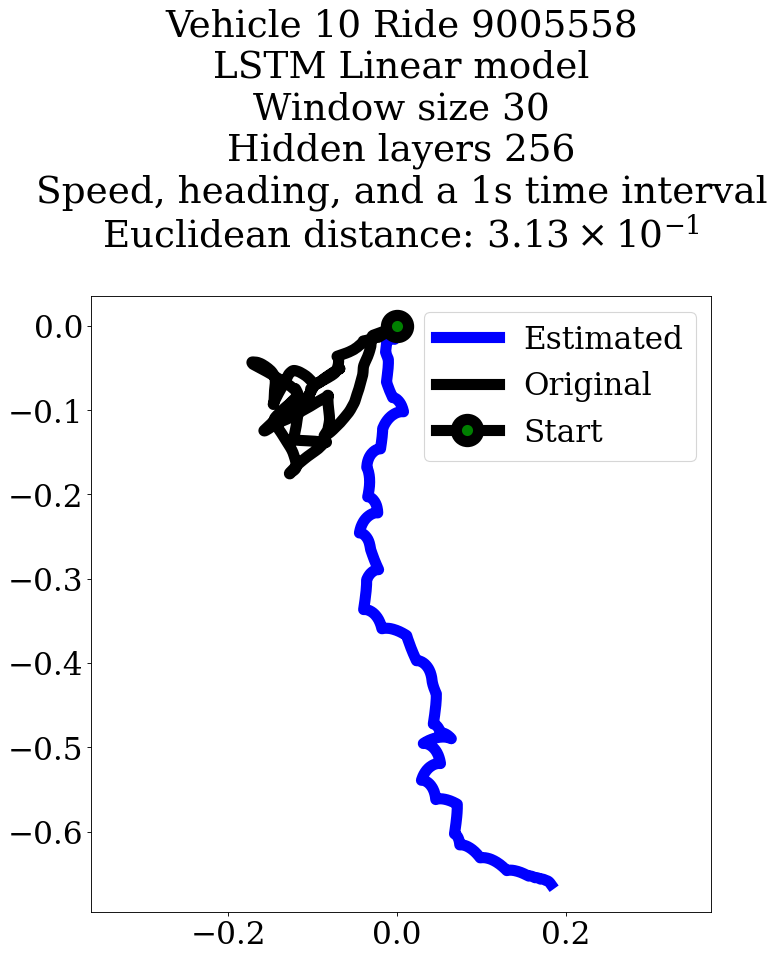 Vehicle 10 Ride 9005558
LSTM Linear model
Window size 30
Hidden layers 256
Speed, heading, and a 1s time interval
Euclidean distance: 3.13 × 10⁻¹
Estimated
Original
Start
0.0
−0.1
−0.2
−0.3
−0.4
−0.5
−0.6
−0.2 0.0 0.2